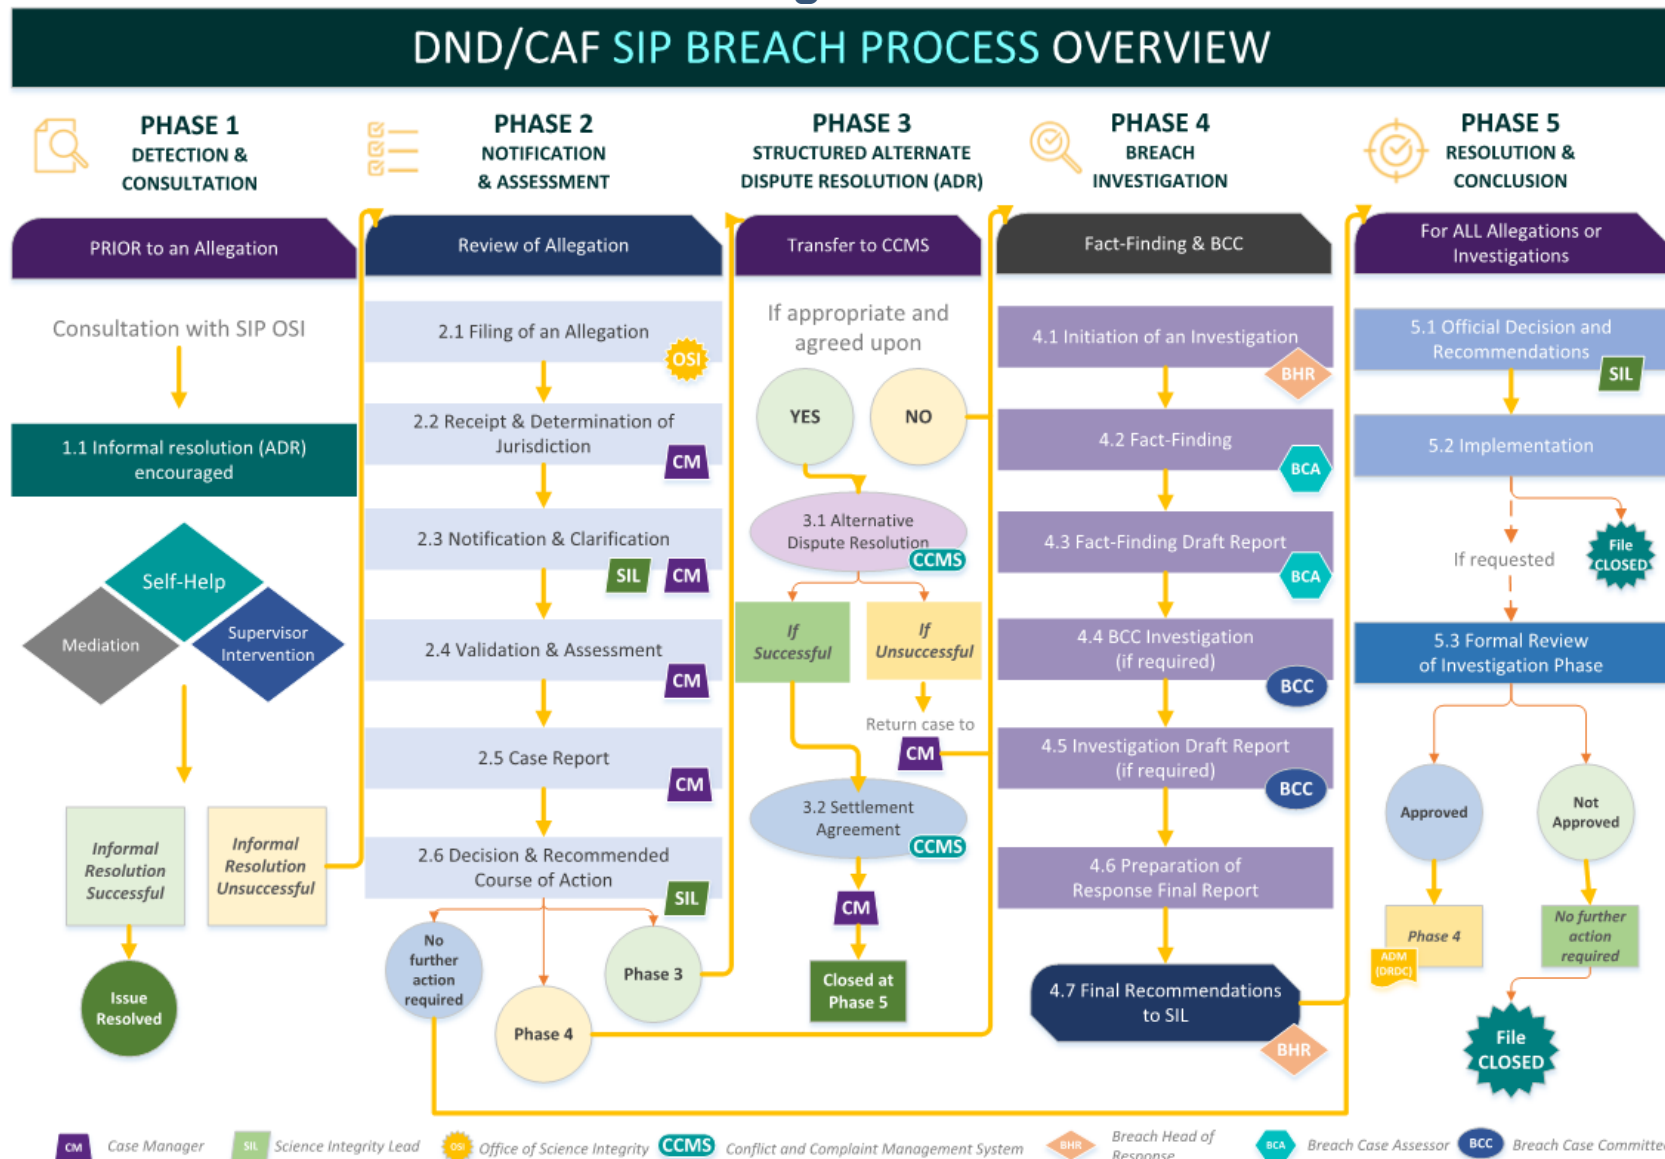 DND/CAF SIP BREACH PROCESS OVERVIEW
PHASE 1
DETECTION &
CONSULTATION
PRIOR to an Allegation
Consultation with SIP OSI
1.1 Informal resolution (ADR)
encouraged
Self-Help
Mediation
Supervisor
Intervention
Informal
Resolution
Successful
Informal
Resolution
Unsuccessful
Issue
Resolved
PHASE 2
NOTIFICATION
& ASSESSMENT
Review of Allegation
2.1 Filing of an Allegation
OSI
2.2 Receipt & Determination of
Jurisdiction
CM
2.3 Notification & Clarification
SIL
CM
2.4 Validation & Assessment
CM
2.5 Case Report
CM
2.6 Decision & Recommended
Course of Action
SIL
No
further
action
required
Phase 4
Phase 3
PHASE 3
STRUCTURED ALTERNATE
DISPUTE RESOLUTION (ADR)
Transfer to CCMS
If appropriate and
agreed upon
YES
NO
3.1 Alternative
Dispute Resolution
CCMS
If
Successful
If
Unsuccessful
Return case to
CM
3.2 Settlement
Agreement
CCMS
CM
Closed at
Phase 5
PHASE 4
BREACH
INVESTIGATION
Fact-Finding & BCC
4.1 Initiation of an Investigation
BHR
4.2 Fact-Finding
BCA
4.3 Fact-Finding Draft Report
BCA
4.4 BCC Investigation
(if required)
BCC
4.5 Investigation Draft Report
(if required)
BCC
4.6 Preparation of
Response Final Report
4.7 Final Recommendations
to SIL
BHR
PHASE 5
RESOLUTION &
CONCLUSION
For ALL Allegations or
Investigations
5.1 Official Decision and
Recommendations
SIL
5.2 Implementation
File
CLOSED
If requested
5.3 Formal Review
of Investigation Phase
Approved
Not
Approved
Phase 4
ADM
(DRDC)
No further
action
required
File
CLOSED
CM Case Manager
SIL Science Integrity Lead
OSI Office of Science Integrity
CCMS Conflict and Complaint Management System
BHR Breach Head of
Response
BCA Breach Case Assessor
BCC Breach Case Committe